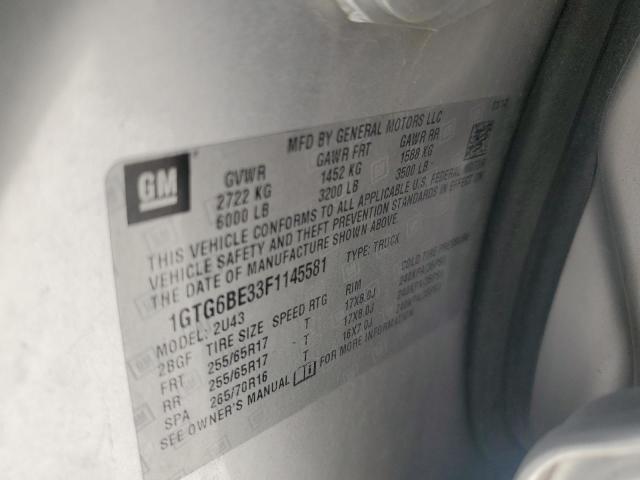 MFD BY GENERAL MOTORS LLC
GM
GVWR GAWR FRT GAWR RR
2722 KG 1452 KG 1588 KG
6000 LB 3200 LB 3500 LB
THIS VEHICLE CONFORMS TO ALL APPLICABLE U.S. FEDERAL MOTOR
VEHICLE SAFETY AND THEFT PREVENTION STANDARDS IN EFFECT ON
THE DATE OF MANUFACTURE SHOWN ABOVE.
1GTG6BE33F1145581 TYPE: TRUCK
MODEL: 2U43
2BGF TIRE SIZE SPEED RTG RIM COLD TIRE PRESSURE
FRT 255/65R17 T 17X8.0J
RR 255/65R17 T 17X8.0J
SPA 265/70R16 T 16X7.0J
SEE OWNER'S MANUAL FOR MORE INFORMATION